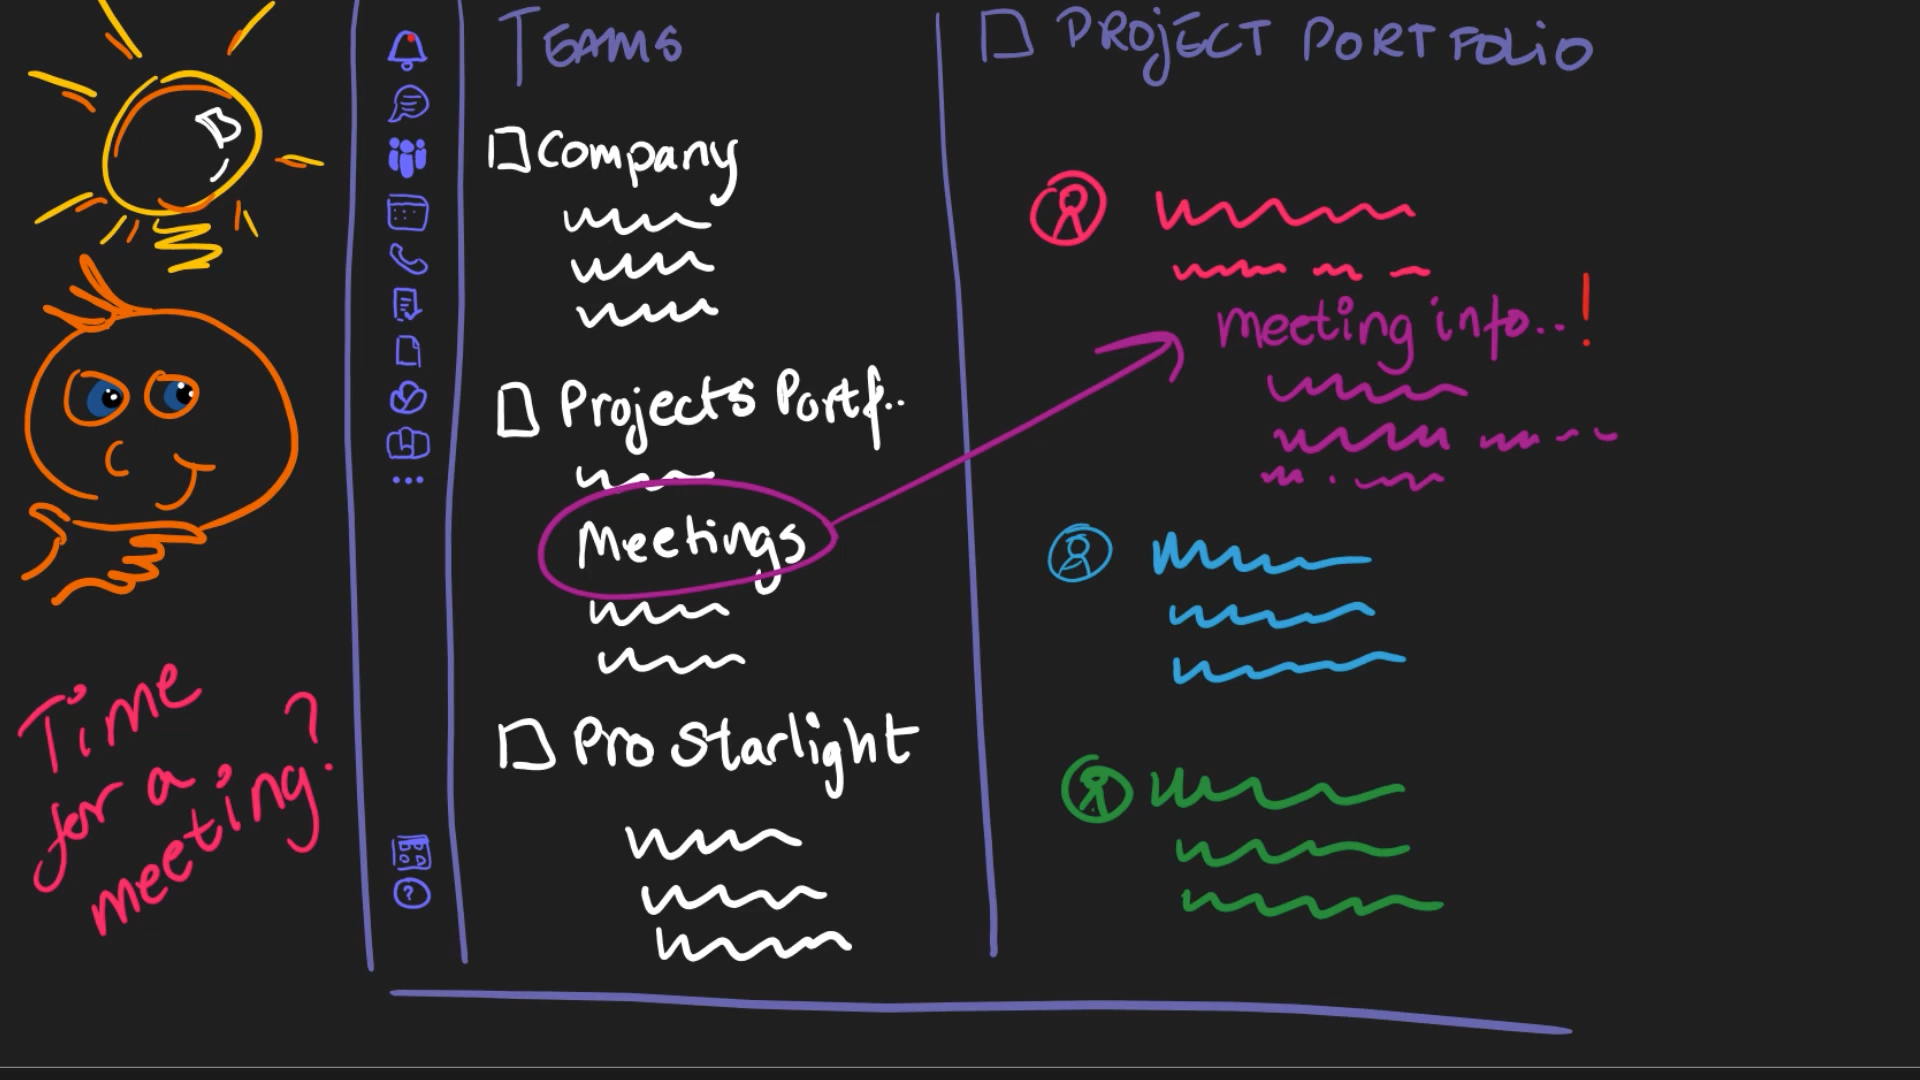 TEAMS
PROJECT PORTFOLIO
Company
meeting info..!
Projects Portf..
Meetings
Pro Starlight
Time
for a
meeting?
?